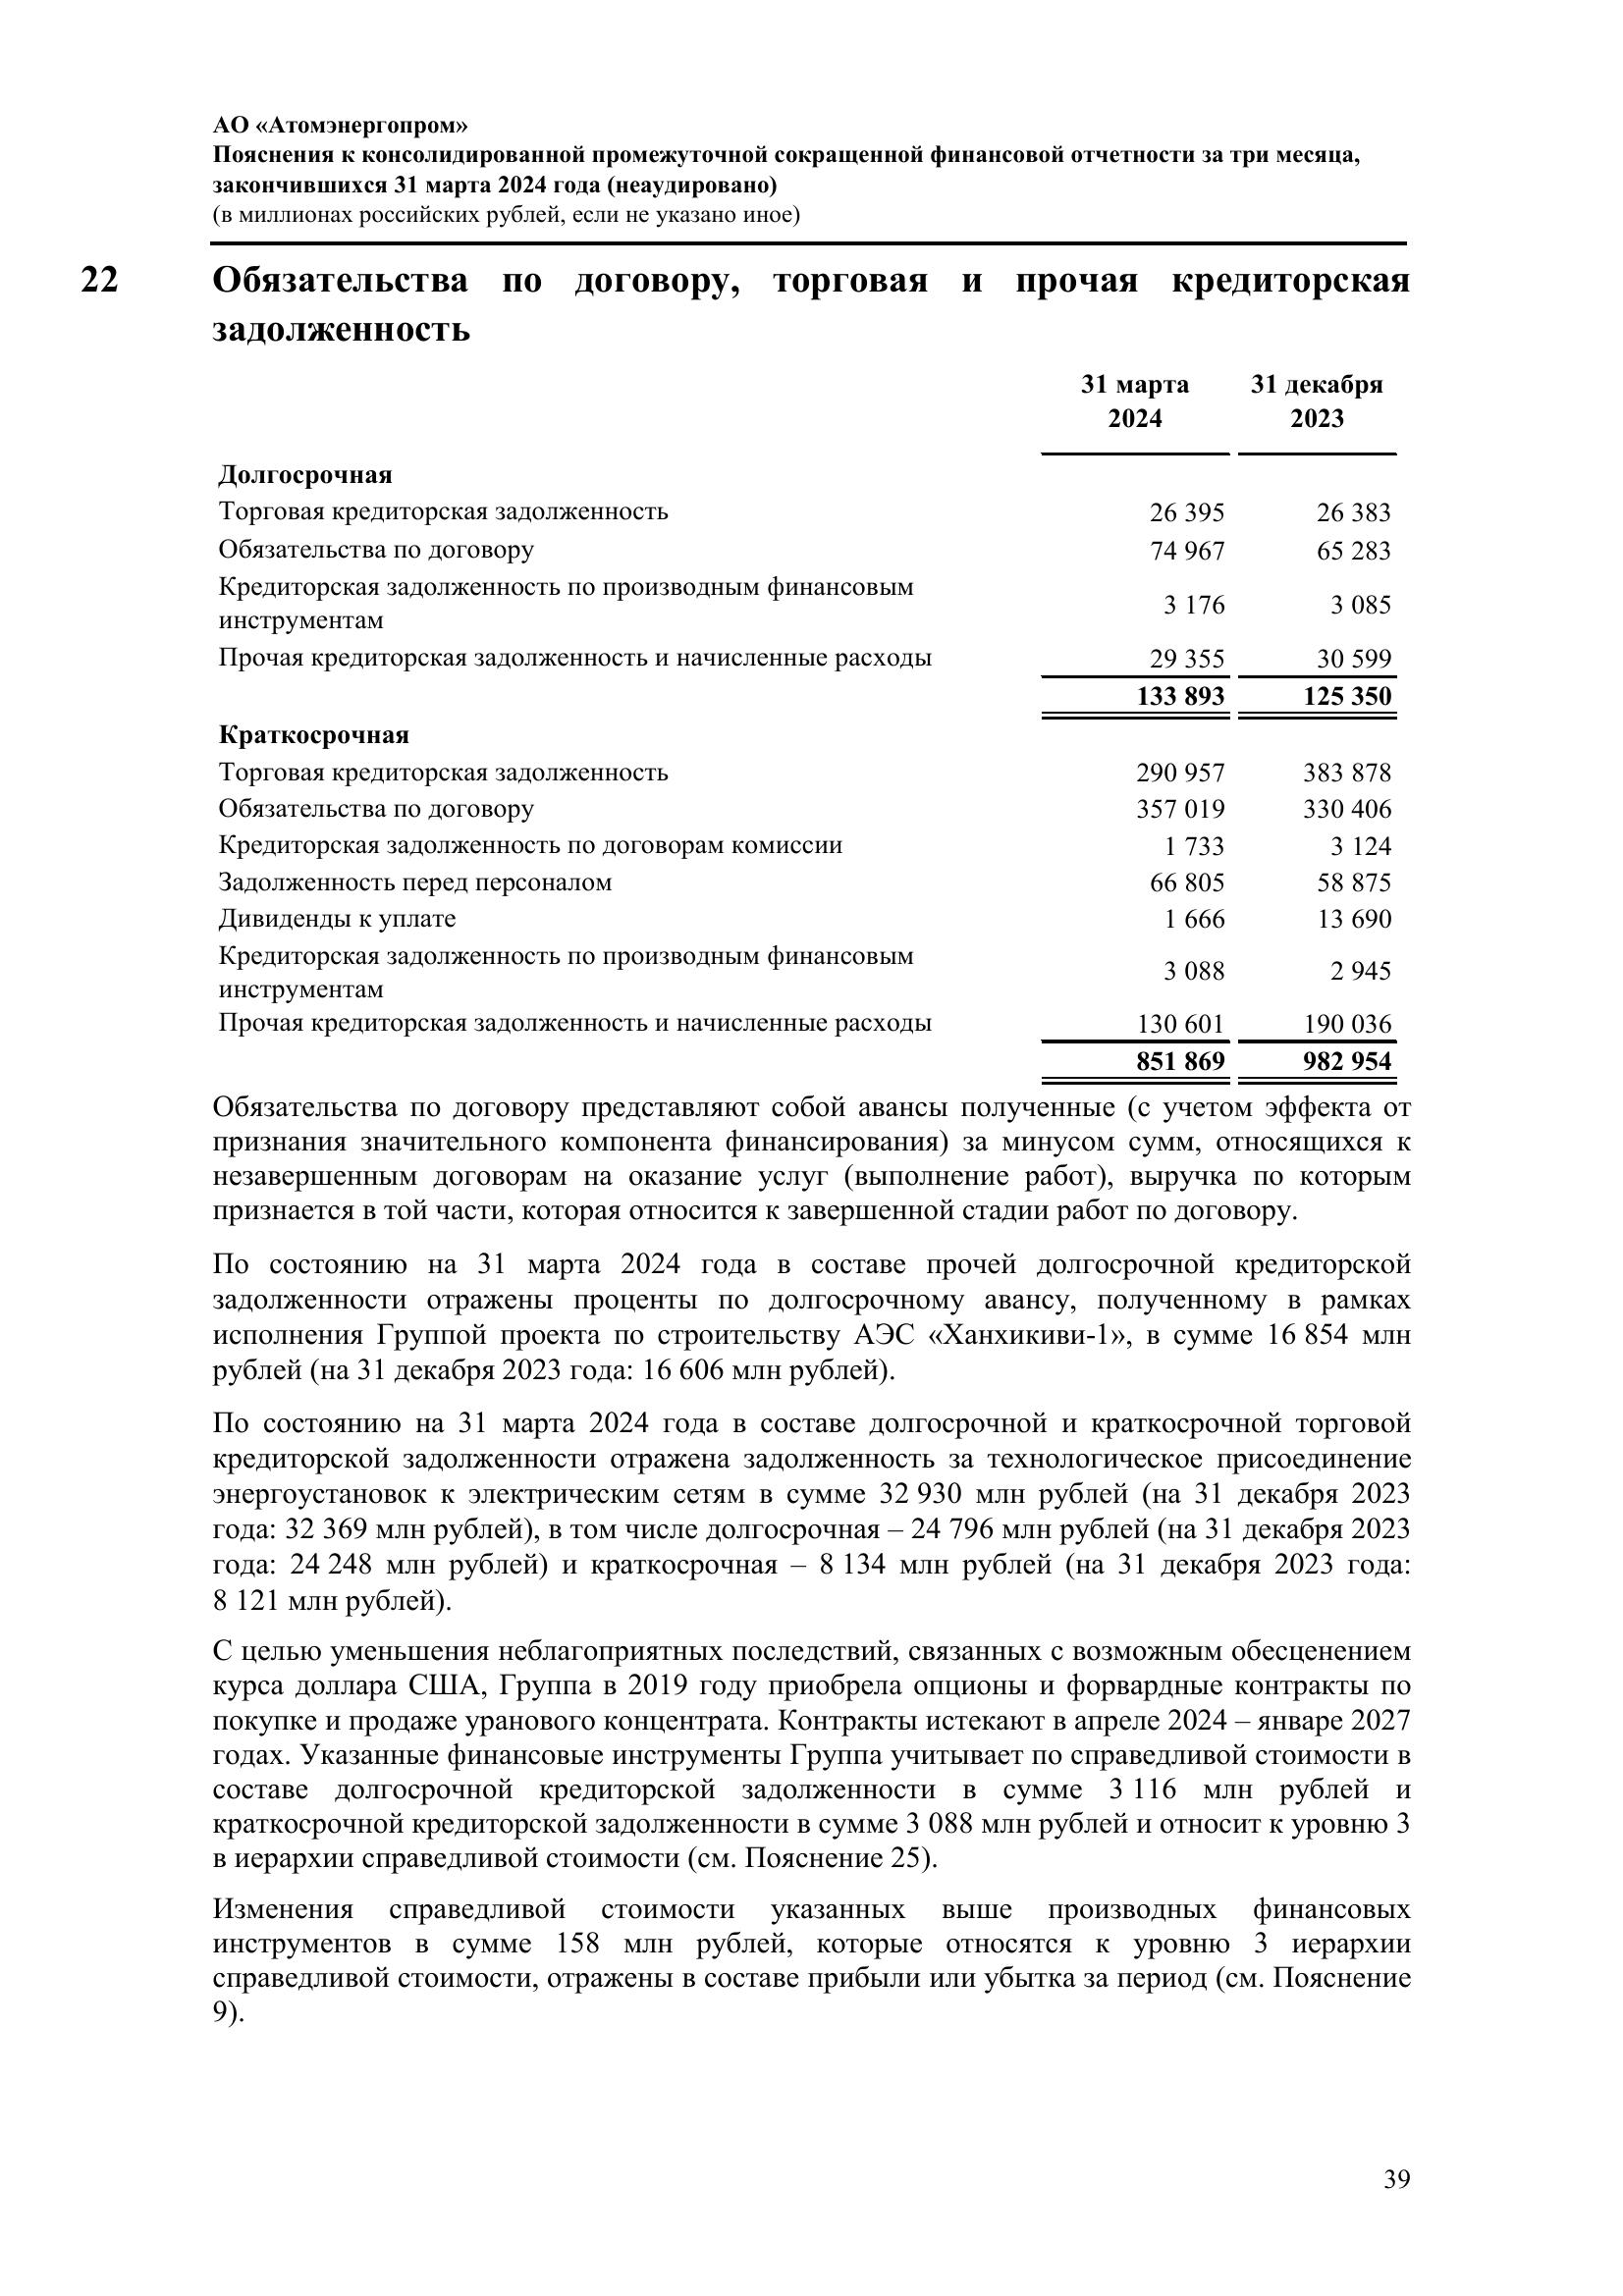 АО «Атомэнергопром»
Пояснения к консолидированной промежуточной сокращенной финансовой отчетности за три месяца,
закончившихся 31 марта 2024 года (неаудировано)
(в миллионах российских рублей, если не указано иное)
22 Обязательства по договору, торговая и прочая кредиторская
задолженность
31 марта 31 декабря
2024 2023
Долгосрочная
Торговая кредиторская задолженность 26 395 26 383
Обязательства по договору 74 967 65 283
Кредиторская задолженность по производным финансовым
инструментам 3 176 3 085
Прочая кредиторская задолженность и начисленные расходы 29 355 30 599
133 893 125 350
Краткосрочная
Торговая кредиторская задолженность 290 957 383 878
Обязательства по договору 357 019 330 406
Кредиторская задолженность по договорам комиссии 1 733 3 124
Задолженность перед персоналом 66 805 58 875
Дивиденды к уплате 1 666 13 690
Кредиторская задолженность по производным финансовым
инструментам 3 088 2 945
Прочая кредиторская задолженность и начисленные расходы 130 601 190 036
851 869 982 954
Обязательства по договору представляют собой авансы полученные (с учетом эффекта от
признания значительного компонента финансирования) за минусом сумм, относящихся к
незавершенным договорам на оказание услуг (выполнение работ), выручка по которым
признается в той части, которая относится к завершенной стадии работ по договору.
По состоянию на 31 марта 2024 года в составе прочей долгосрочной кредиторской
задолженности отражены проценты по долгосрочному авансу, полученному в рамках
исполнения Группой проекта по строительству АЭС «Ханхикиви-1», в сумме 16 854 млн
рублей (на 31 декабря 2023 года: 16 606 млн рублей).
По состоянию на 31 марта 2024 года в составе долгосрочной и краткосрочной торговой
кредиторской задолженности отражена задолженность за технологическое присоединение
энергоустановок к электрическим сетям в сумме 32 930 млн рублей (на 31 декабря 2023
года: 32 369 млн рублей), в том числе долгосрочная – 24 796 млн рублей (на 31 декабря 2023
года: 24 248 млн рублей) и краткосрочная – 8 134 млн рублей (на 31 декабря 2023 года:
8 121 млн рублей).
С целью уменьшения неблагоприятных последствий, связанных с возможным обесценением
курса доллара США, Группа в 2019 году приобрела опционы и форвардные контракты по
покупке и продаже уранового концентрата. Контракты истекают в апреле 2024 – январе 2027
годах. Указанные финансовые инструменты Группа учитывает по справедливой стоимости в
составе долгосрочной кредиторской задолженности в сумме 3 116 млн рублей и
краткосрочной кредиторской задолженности в сумме 3 088 млн рублей и относит к уровню 3
в иерархии справедливой стоимости (см. Пояснение 25).
Изменения справедливой стоимости указанных выше производных финансовых
инструментов в сумме 158 млн рублей, которые относятся к уровню 3 иерархии
справедливой стоимости, отражены в составе прибыли или убытка за период (см. Пояснение
9).
39